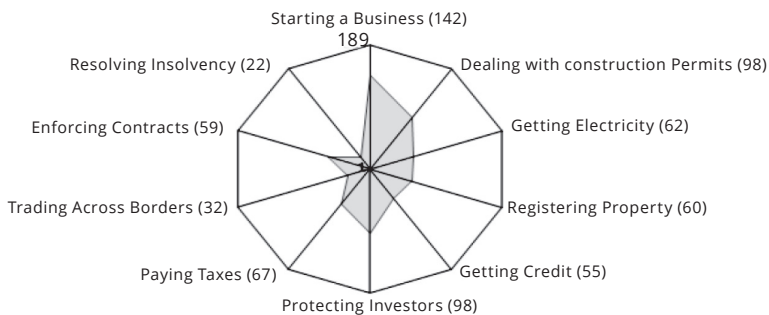 Starting a Business (142)
189
Resolving Insolvency (22)
Dealing with construction Permits (98)
Enforcing Contracts (59)
Getting Electricity (62)
1
Trading Across Borders (32)
Registering Property (60)
Paying Taxes (67)
Getting Credit (55)
Protecting Investors (98)